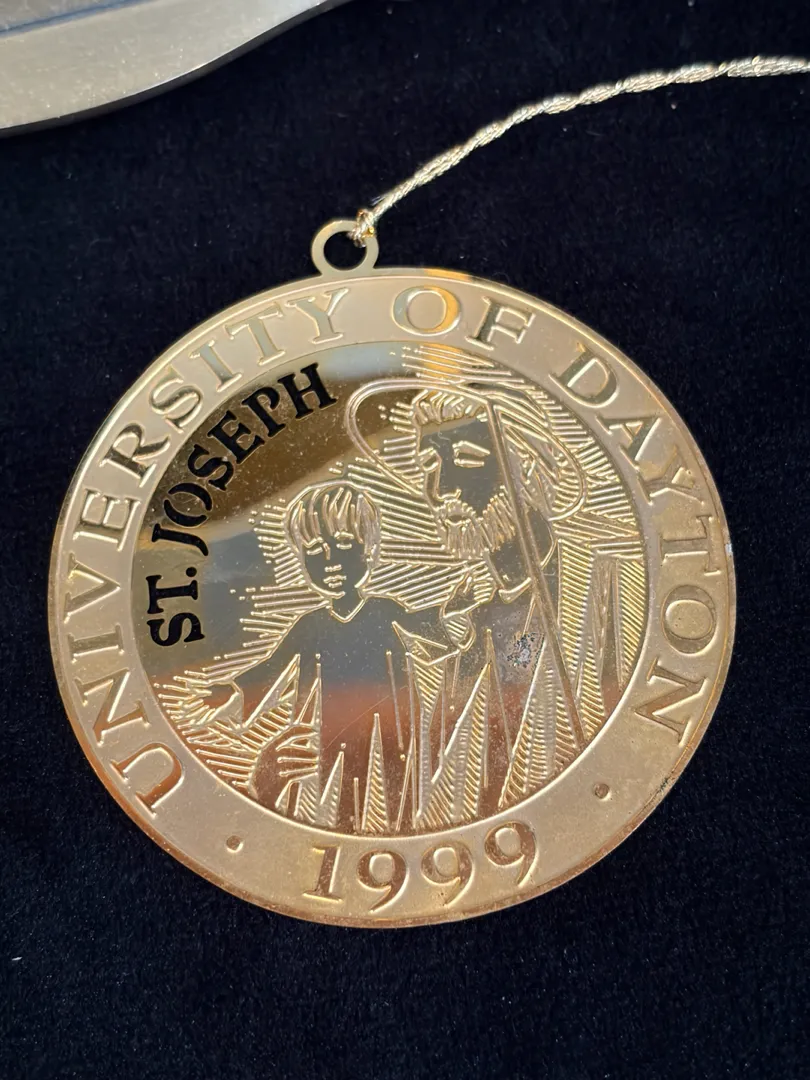 UNIVERSITY OF DAYTON
ST. JOSEPH
1999